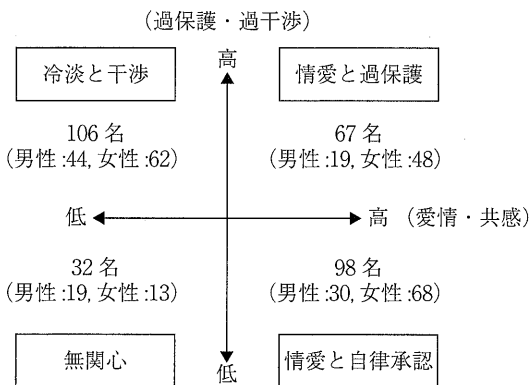 (過保護・過干渉)
高
冷淡と干渉
情愛と過保護
106 名
(男性:44, 女性:62)
67 名
(男性:19, 女性:48)
低
高 (愛情・共感)
32 名
(男性:19, 女性:13)
98 名
(男性:30, 女性:68)
無関心
低
情愛と自律承認